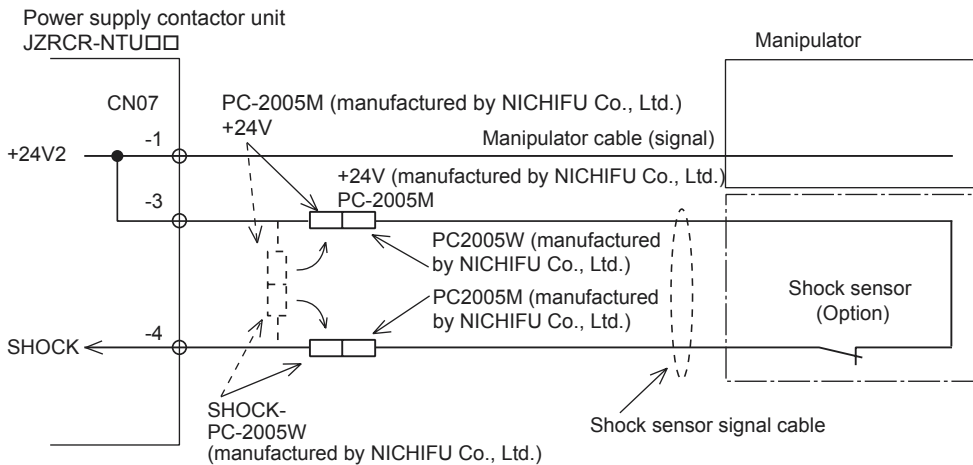 Power supply contactor unit
JZRCR-NTU□□
Manipulator
CN07
PC-2005M (manufactured by NICHIFU Co., Ltd.)
+24V
-1
Manipulator cable (signal)
+24V2
+24V (manufactured by NICHIFU Co., Ltd.)
PC-2005M
-3
PC2005W (manufactured
by NICHIFU Co., Ltd.)
PC2005M (manufactured
by NICHIFU Co., Ltd.)
Shock sensor
(Option)
-4
SHOCK
SHOCK-
PC-2005W
(manufactured by NICHIFU Co., Ltd.)
Shock sensor signal cable